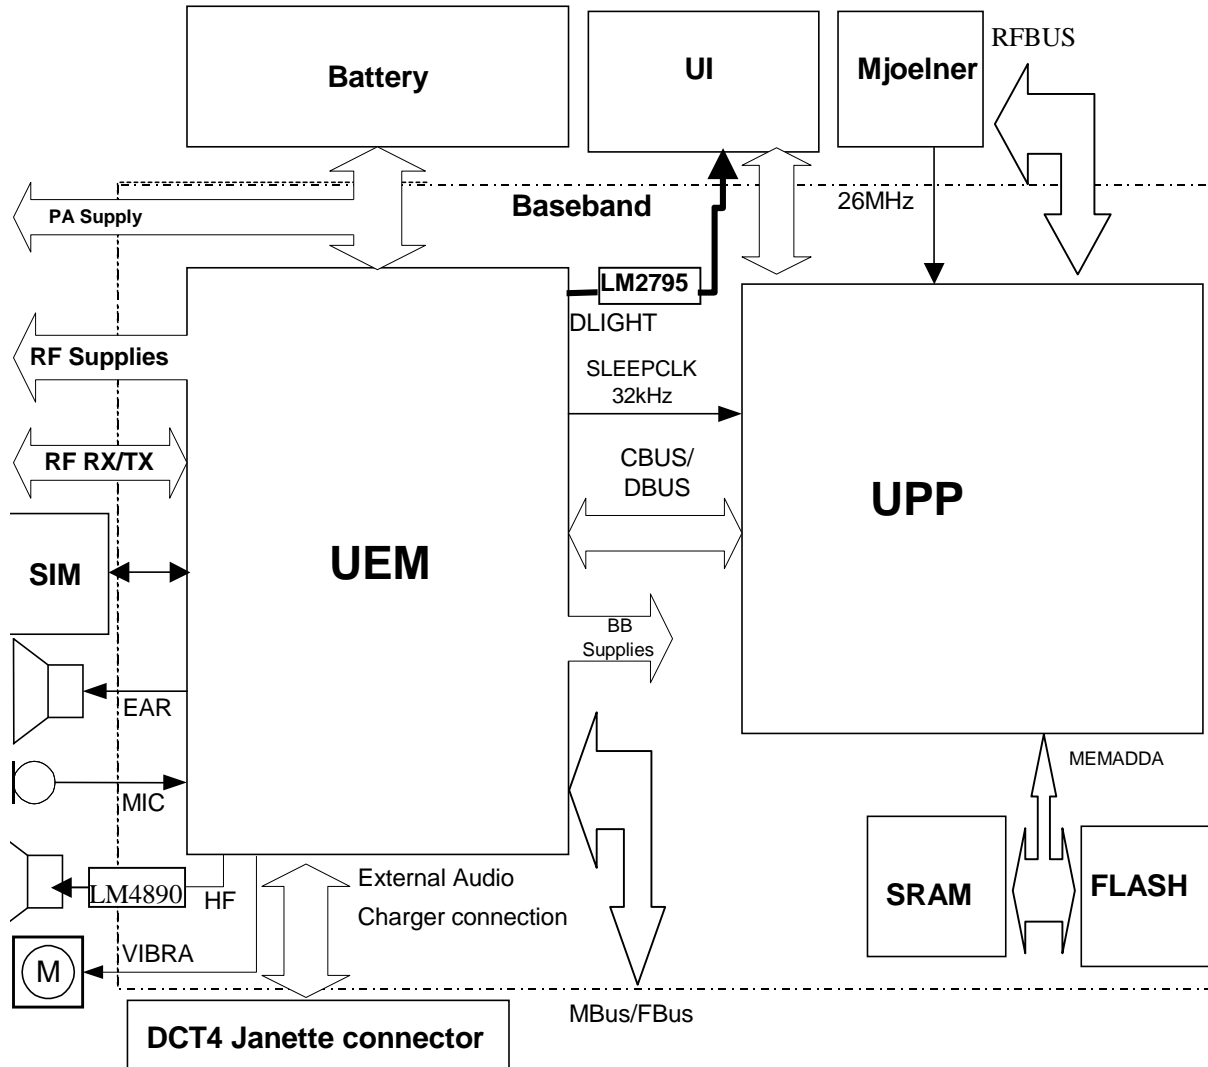 Battery
UI
Mjoelner
RFBUS
PA Supply
Baseband
26MHz
LM2795
DLIGHT
RF Supplies
SLEEPCLK
32kHz
RF RX/TX
CBUS/
DBUS
UPP
UEM
SIM
BB
Supplies
EAR
MIC
MEMADDA
External Audio
Charger connection
LM4890
HF
SRAM
FLASH
VIBRA
M
MBus/FBus
DCT4 Janette connector